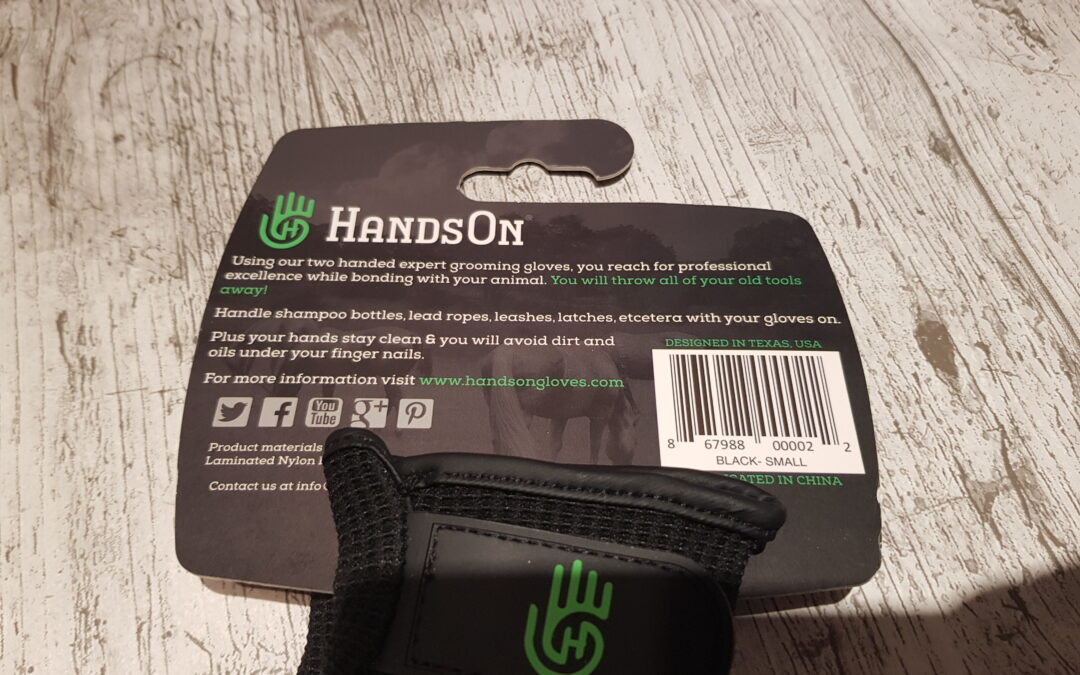 HANDSON
Using our two handed expert grooming gloves, you reach for professional
excellence while bonding with your animal. You will throw all of your old tools
away!
Handle shampoo bottles, lead ropes, leashes, latches, etcetera with your gloves on.
Plus your hands stay clean & you will avoid dirt and
oils under your finger nails.
For more information visit www.handsongloves.com
You
Tube
g+
Product materials
Laminated Nylon
Contact us at info
DESIGNED IN TEXAS, USA
8 67988 00002 2
BLACK- SMALL
IN CHINA